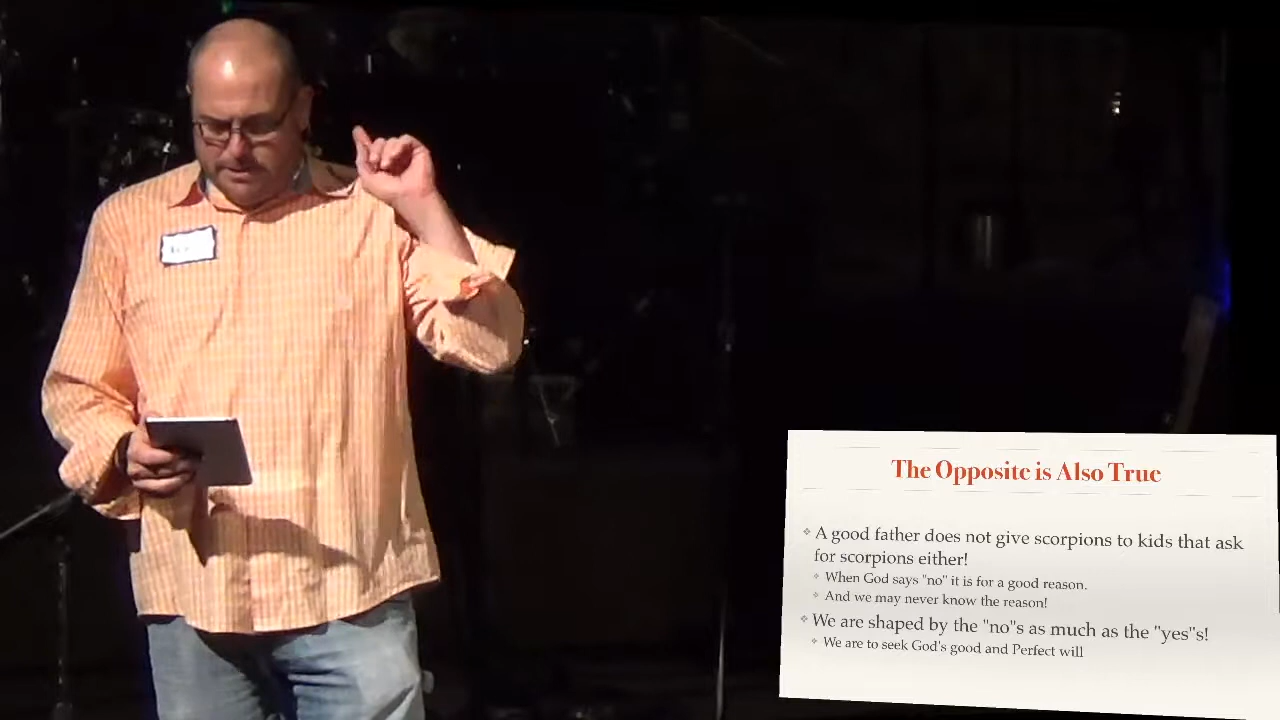 The Opposite is Also True
A good father does not give scorpions to kids that ask
for scorpions either!
When God says "no" it is for a good reason.
And we may never know the reason!
We are shaped by the "no"s as much as the "yes"s!
We are to seek God's good and Perfect will